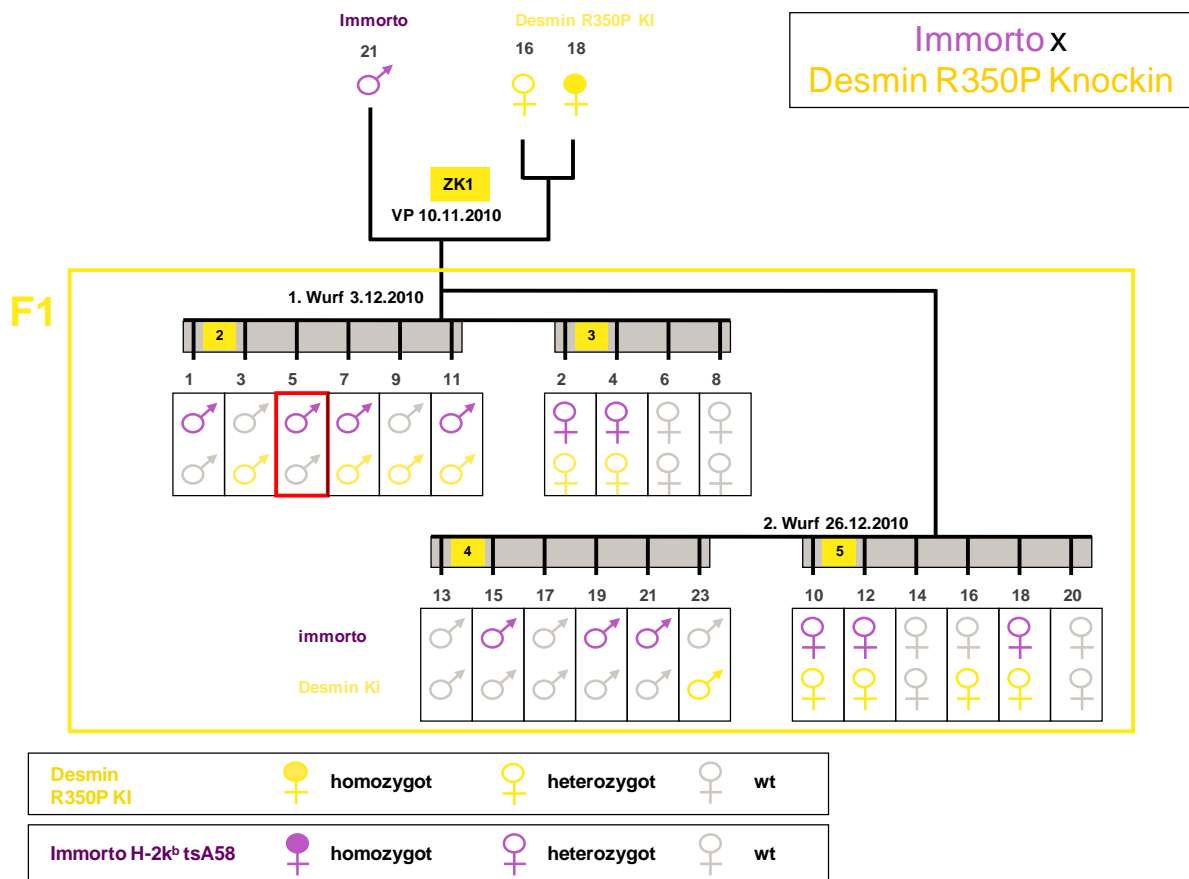 Immorto
Desmin R350P KI
21
16
18
Immorto x
Desmin R350P Knockin
ZK1
VP 10.11.2010
F1
1. Wurf 3.12.2010
2
3
1 3 5 7 9 11
2 4 6 8
2. Wurf 26.12.2010
4
5
13 15 17 19 21 23
10 12 14 16 18 20
immorto
Desmin Ki
Desmin
R350P KI
homozygot
heterozygot
wt
Immorto H-2kᵇ tsA58
homozygot
heterozygot
wt